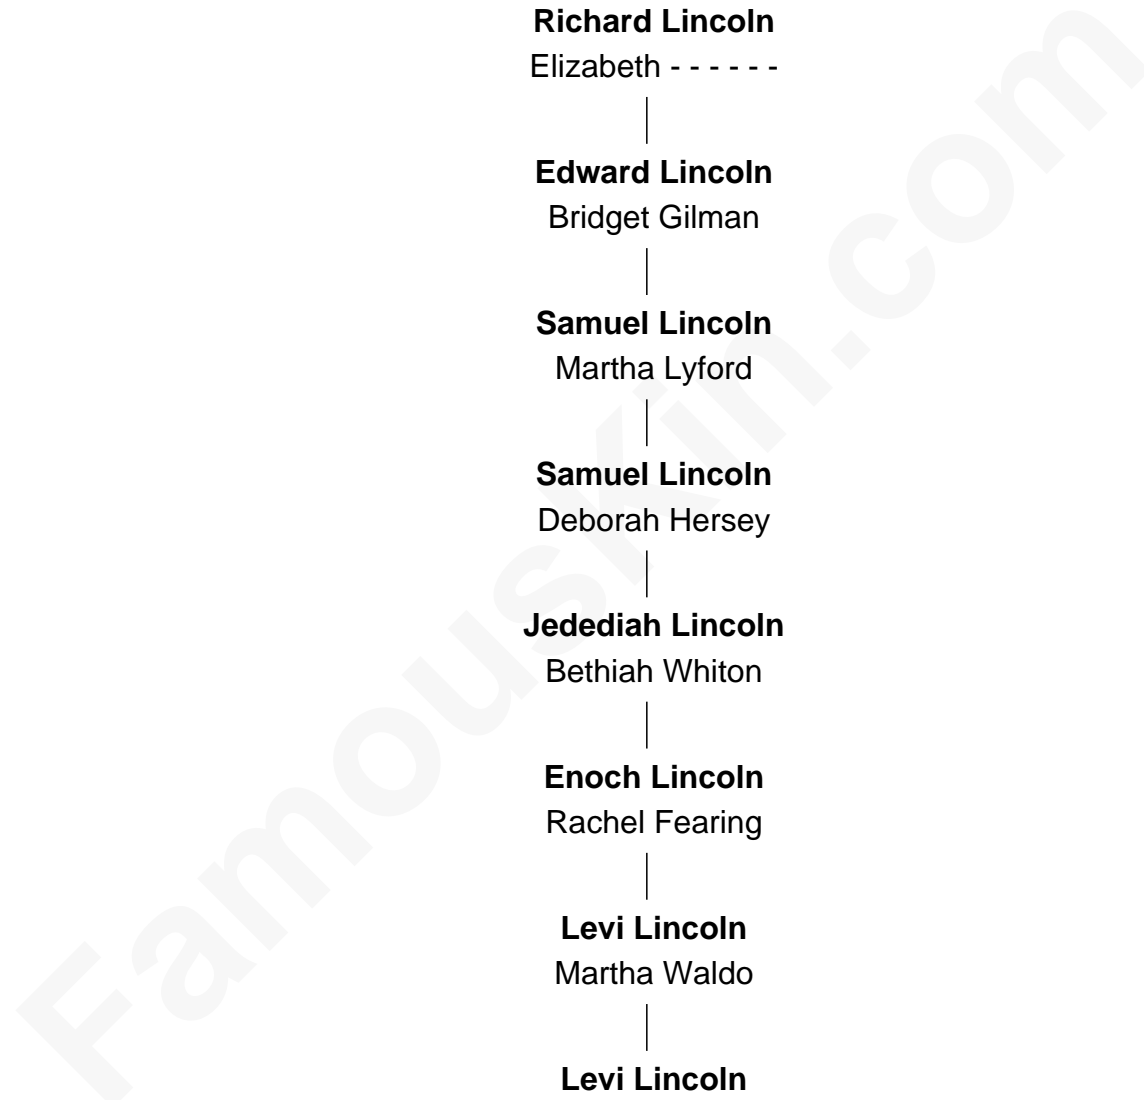 Richard Lincoln
Elizabeth - - - - - -
Edward Lincoln
Bridget Gilman
Samuel Lincoln
Martha Lyford
Samuel Lincoln
Deborah Hersey
Jedediah Lincoln
Bethiah Whiton
Enoch Lincoln
Rachel Fearing
Levi Lincoln
Martha Waldo
Levi Lincoln
FamousKin.com